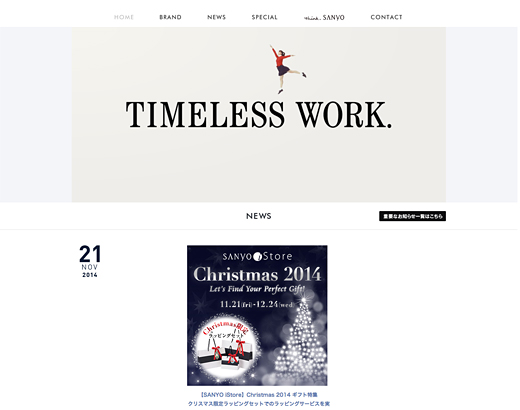 HOME BRAND NEWS SPECIAL think, SANYO CONTACT
TIMELESS WORK.
NEWS
重要なお知らせ一覧はこちら
21
NOV
2014
SANYO iStore
Christmas 2014
Let's Find Your Perfect Gift!
11.21(fri)-12.24(wed)
Christmas限定
ラッピングセット
【SANYO iStore】Christmas 2014 ギフト特集
クリスマス限定ラッピングセットでのラッピングサービスを実